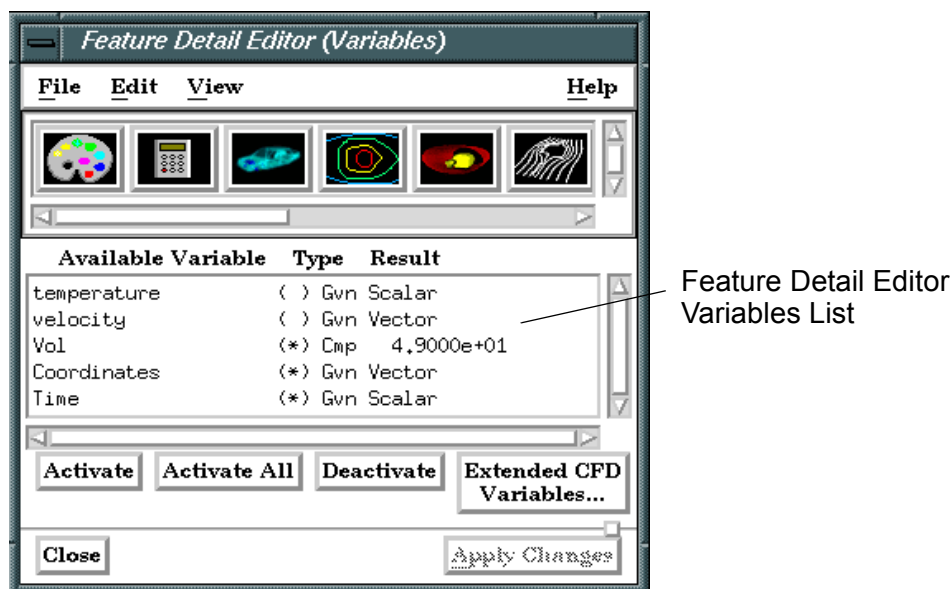 Feature Detail Editor (Variables)
File Edit View Help
Available Variable Type Result
temperature ( ) Gvn Scalar
velocity ( ) Gvn Vector
Vol (*) Cmp 4.9000e+01
Coordinates (*) Gvn Vector
Time (*) Gvn Scalar
Feature Detail Editor
Variables List
Activate Activate All Deactivate Extended CFD
Variables...
Close Apply Changes